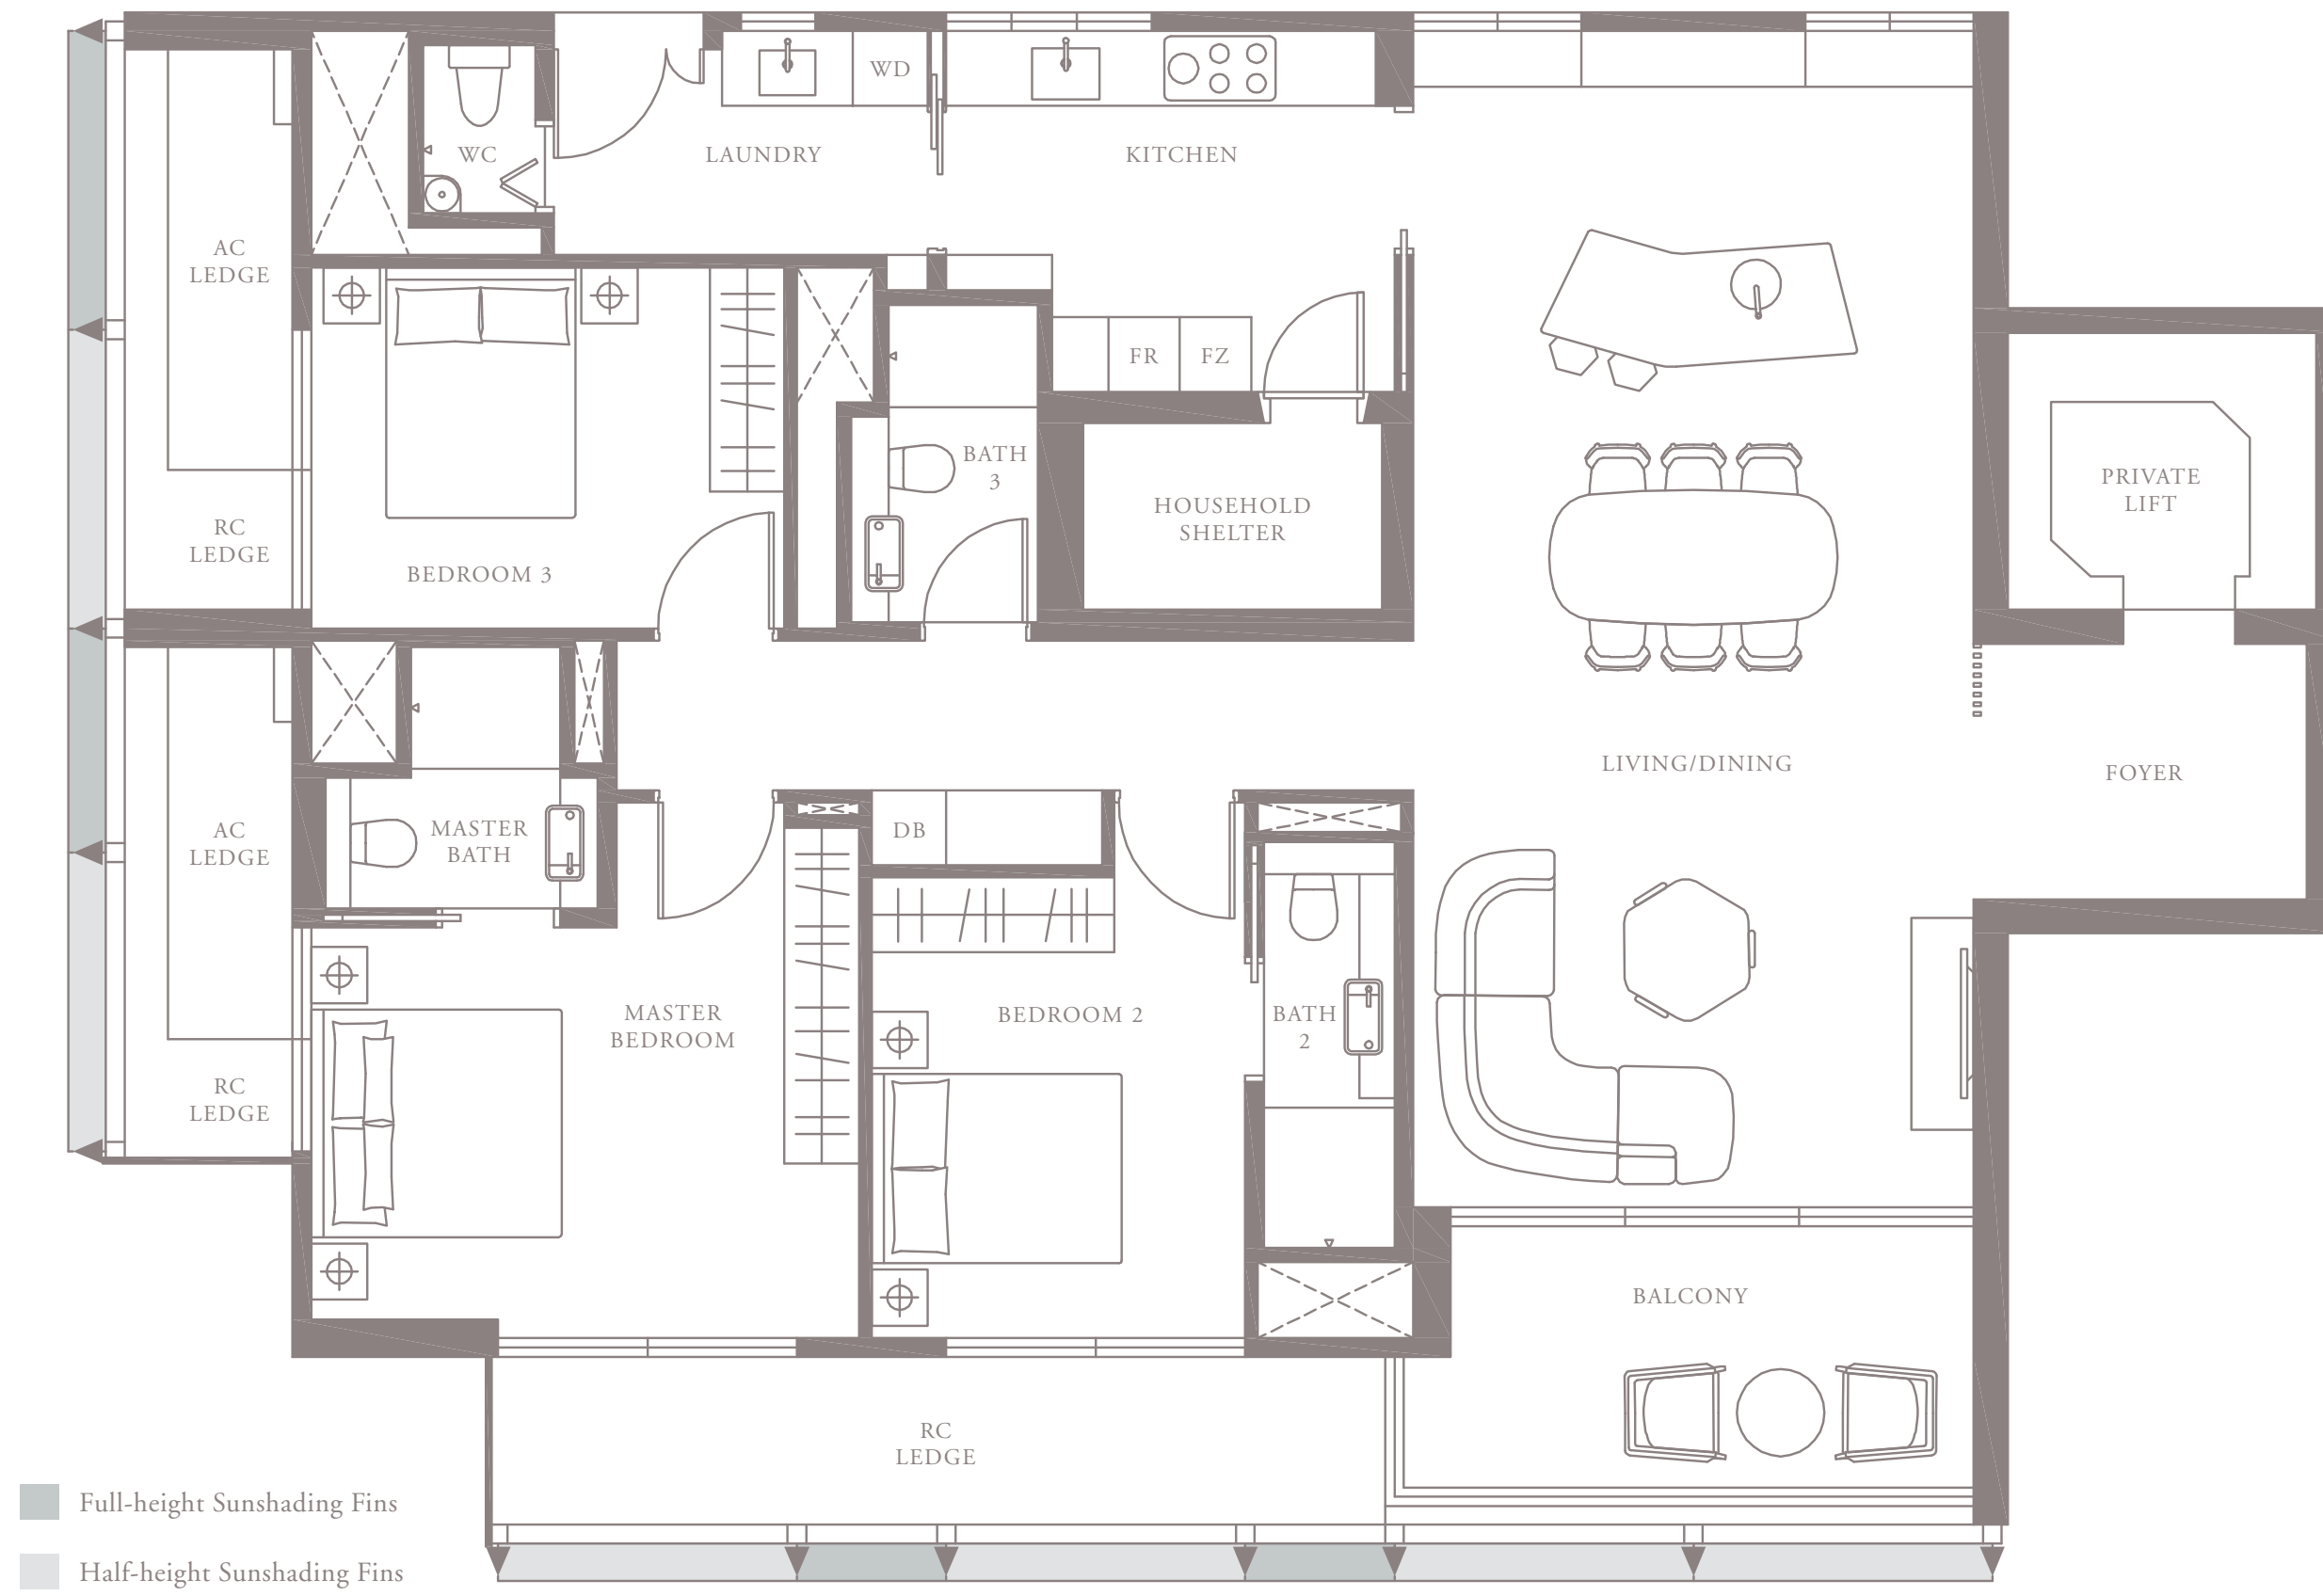 WD
WC
LAUNDRY
KITCHEN
AC
LEDGE
FR
FZ
BATH
3
PRIVATE
LIFT
HOUSEHOLD
SHELTER
RC
LEDGE
BEDROOM 3
LIVING/DINING
FOYER
AC
LEDGE
MASTER
BATH
DB
MASTER
BEDROOM
BEDROOM 2
BATH
2
RC
LEDGE
BALCONY
RC
LEDGE
Full-height Sunshading Fins
Half-height Sunshading Fins